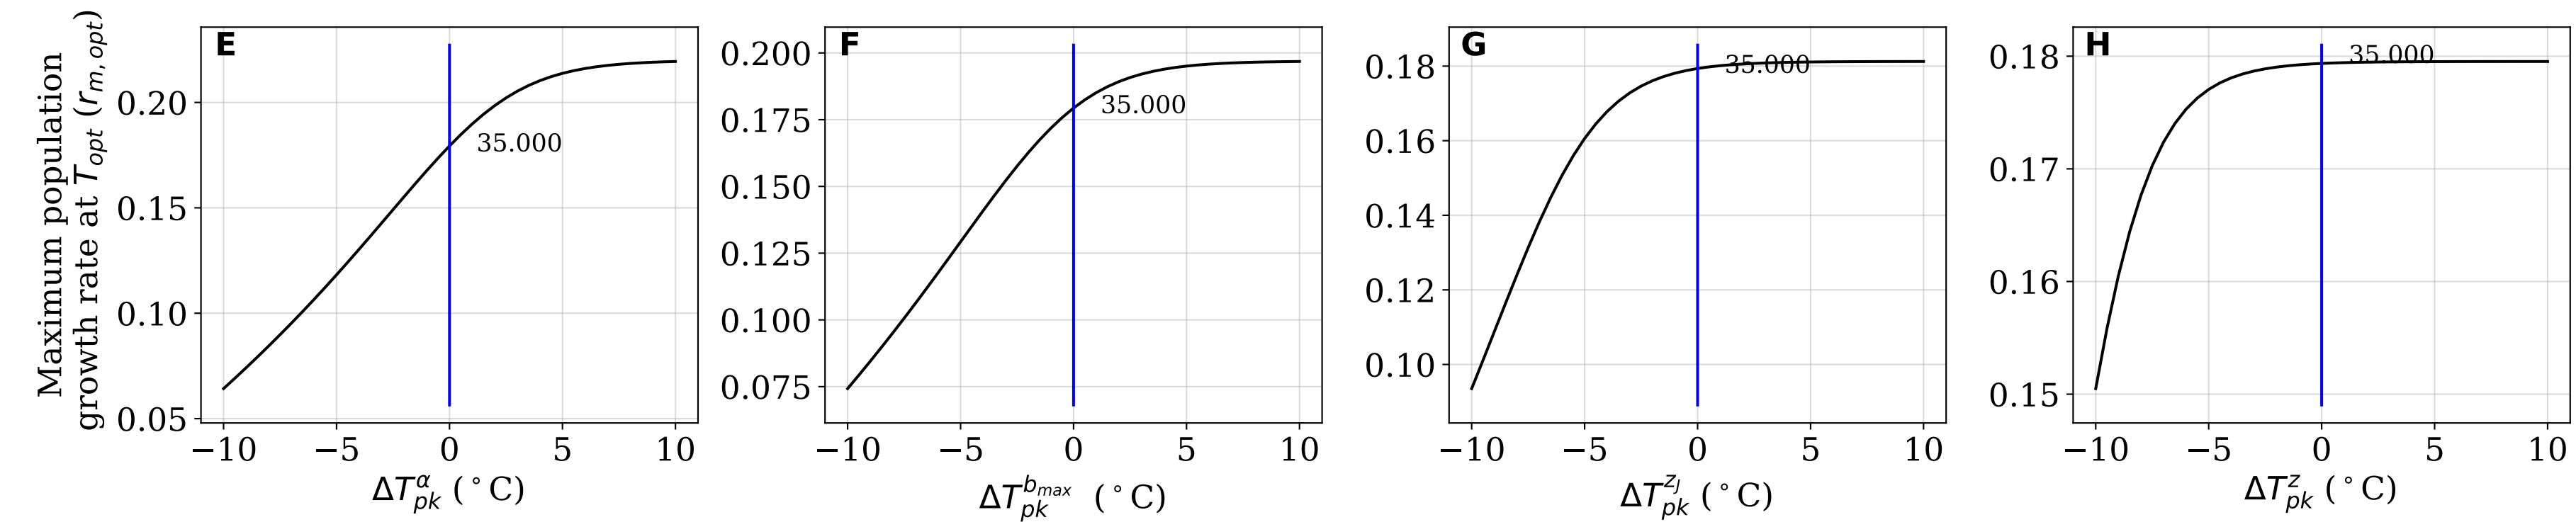 Maximum population
growth rate at T_opt (r_m,opt)
E
0.20
0.15
0.10
0.05
35.000
−10 −5 0 5 10
ΔT_pk^α (°C)
F
0.200
0.175
0.150
0.125
0.100
0.075
35.000
−10 −5 0 5 10
ΔT_pk^b_max (°C)
G
0.18
0.16
0.14
0.12
0.10
35.000
−10 −5 0 5 10
ΔT_pk^z_J (°C)
H
0.18
0.17
0.16
0.15
35.000
−10 −5 0 5 10
ΔT_pk^z (°C)